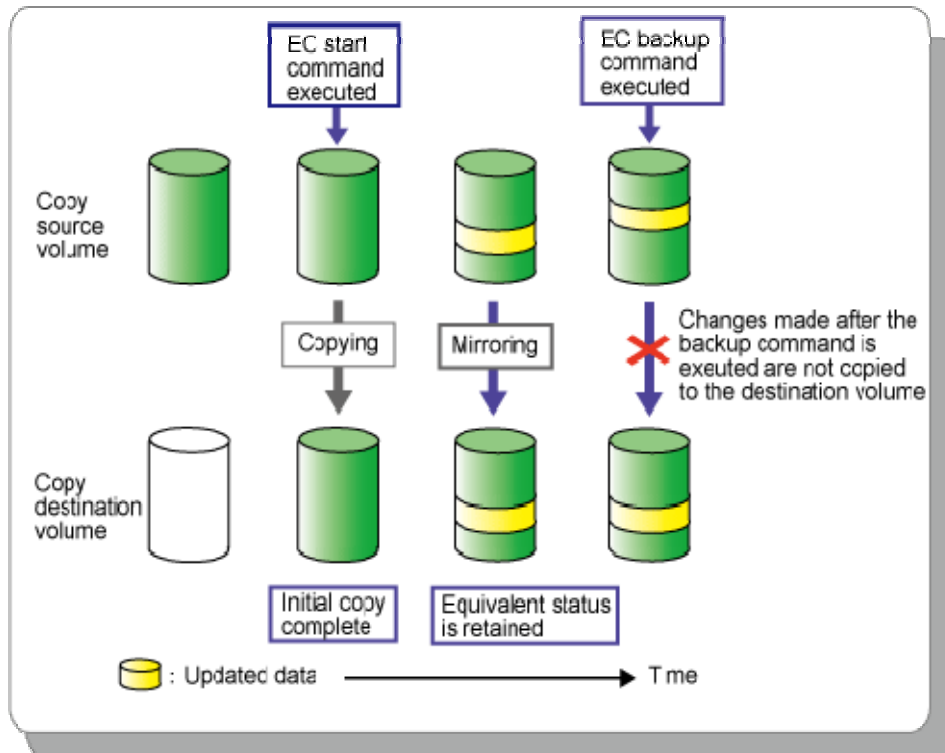 EC start
command
executed
EC backup
command
executed
Copy
source
volume
Copying
Mirroring
Changes made after the
backup command is
exeuted are not copied
to the destination volume
Copy
destination
volume
Initial copy
complete
Equivalent status
is retained
: Updated data
Time